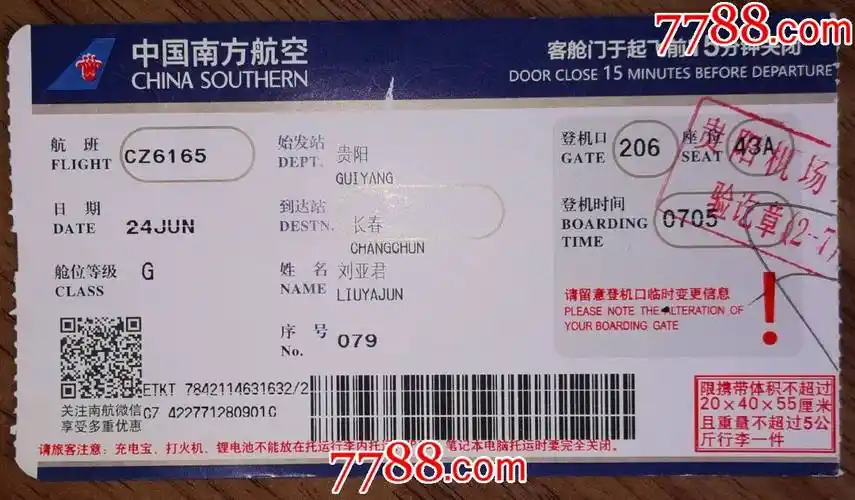 7788.com
中国南方航空
CHINA SOUTHERN
客舱门于起飞前15分钟关闭
DOOR CLOSE 15 MINUTES BEFORE DEPARTURE
航 班
FLIGHT CZ6165
始发站 贵阳
DEPT. GUIYANG
登机口
GATE 206
座位
SEAT 43A
日 期
DATE 24JUN
到达站 长春
DESTN. CHANGCHUN
登机时间
BOARDING 0705
TIME
舱位等级 G
CLASS
姓 名 刘亚君
NAME LIUYAJUN
序 号
No. 079
贵阳机场
验讫章(2-7)
请留意登机口临时变更信息
PLEASE NOTE THE ALTERATION OF
YOUR BOARDING GATE
!
ETKT 7842114631632/2
CZ 422771280901G
关注南航微信
享受多重优惠
限携带体积不超过
20×40×55厘米
且重量不超过5公
斤行李一件
请旅客注意：充电宝、打火机、锂电池不能放在托运行李内托运 笔记本电脑托运时要完全关闭。
7788.com